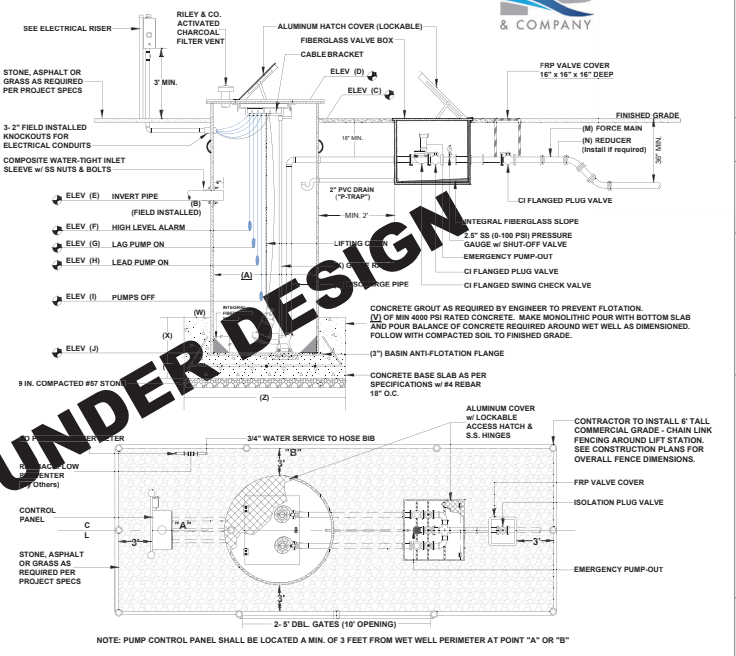 & COMPANY
SEE ELECTRICAL RISER
RILEY & CO.
ACTIVATED
CHARCOAL
FILTER VENT
ALUMINUM HATCH COVER (LOCKABLE)
FIBERGLASS VALVE BOX
CABLE BRACKET
ELEV (D)
ELEV (C)
FRP VALVE COVER
16" x 16" x 16" DEEP
STONE, ASPHALT OR
GRASS AS REQUIRED
PER PROJECT SPECS
3' MIN.
FINISHED GRADE
(M) FORCE MAIN
(N) REDUCER
(Install if required)
18" MIN.
36" MIN.
3- 2" FIELD INSTALLED
KNOCKOUTS FOR
ELECTRICAL CONDUITS
COMPOSITE WATER-TIGHT INLET
SLEEVE w/ SS NUTS & BOLTS
ELEV (E) INVERT PIPE
(B)
(FIELD INSTALLED)
ELEV (F) HIGH LEVEL ALARM
ELEV (G) LAG PUMP ON
ELEV (H) LEAD PUMP ON
ELEV (I) PUMPS OFF
ELEV (J)
2" PVC DRAIN
("P-TRAP")
MIN. 2'
CI FLANGED PLUG VALVE
INTEGRAL FIBERGLASS SLOPE
2.5" SS (0-100 PSI) PRESSURE
GAUGE w/ SHUT-OFF VALVE
EMERGENCY PUMP-OUT
CI FLANGED PLUG VALVE
CI FLANGED SWING CHECK VALVE
LIFTING
(A)
PIPE
(W)
INTEGRAL
(X)
CONCRETE GROUT AS REQUIRED BY ENGINEER TO PREVENT FLOTATION.
(V) OF MIN 4000 PSI RATED CONCRETE. MAKE MONOLITHIC POUR WITH BOTTOM SLAB
AND POUR BALANCE OF CONCRETE REQUIRED AROUND WET WELL AS DIMENSIONED.
FOLLOW WITH COMPACTED SOIL TO FINISHED GRADE.
(3") BASIN ANTI-FLOTATION FLANGE
CONCRETE BASE SLAB AS PER
SPECIFICATIONS w/ #4 REBAR
18" O.C.
9 IN. COMPACTED #57 STONE
(Z)
UNDER DESIGN
3/4" WATER SERVICE TO HOSE BIB
ALUMINUM COVER
w/ LOCKABLE
ACCESS HATCH &
S.S. HINGES
CONTRACTOR TO INSTALL 6' TALL
COMMERCIAL GRADE - CHAIN LINK
FENCING AROUND LIFT STATION.
SEE CONSTRUCTION PLANS FOR
OVERALL FENCE DIMENSIONS.
"B"
3'
Others)
CONTROL
PANEL
C
L
3'
"A"
FRP VALVE COVER
ISOLATION PLUG VALVE
3'
STONE, ASPHALT
OR GRASS AS
REQUIRED PER
PROJECT SPECS
EMERGENCY PUMP-OUT
3'
2- 5' DBL. GATES (10' OPENING)
NOTE: PUMP CONTROL PANEL SHALL BE LOCATED A MIN. OF 3 FEET FROM WET WELL PERIMETER AT POINT "A" OR "B"